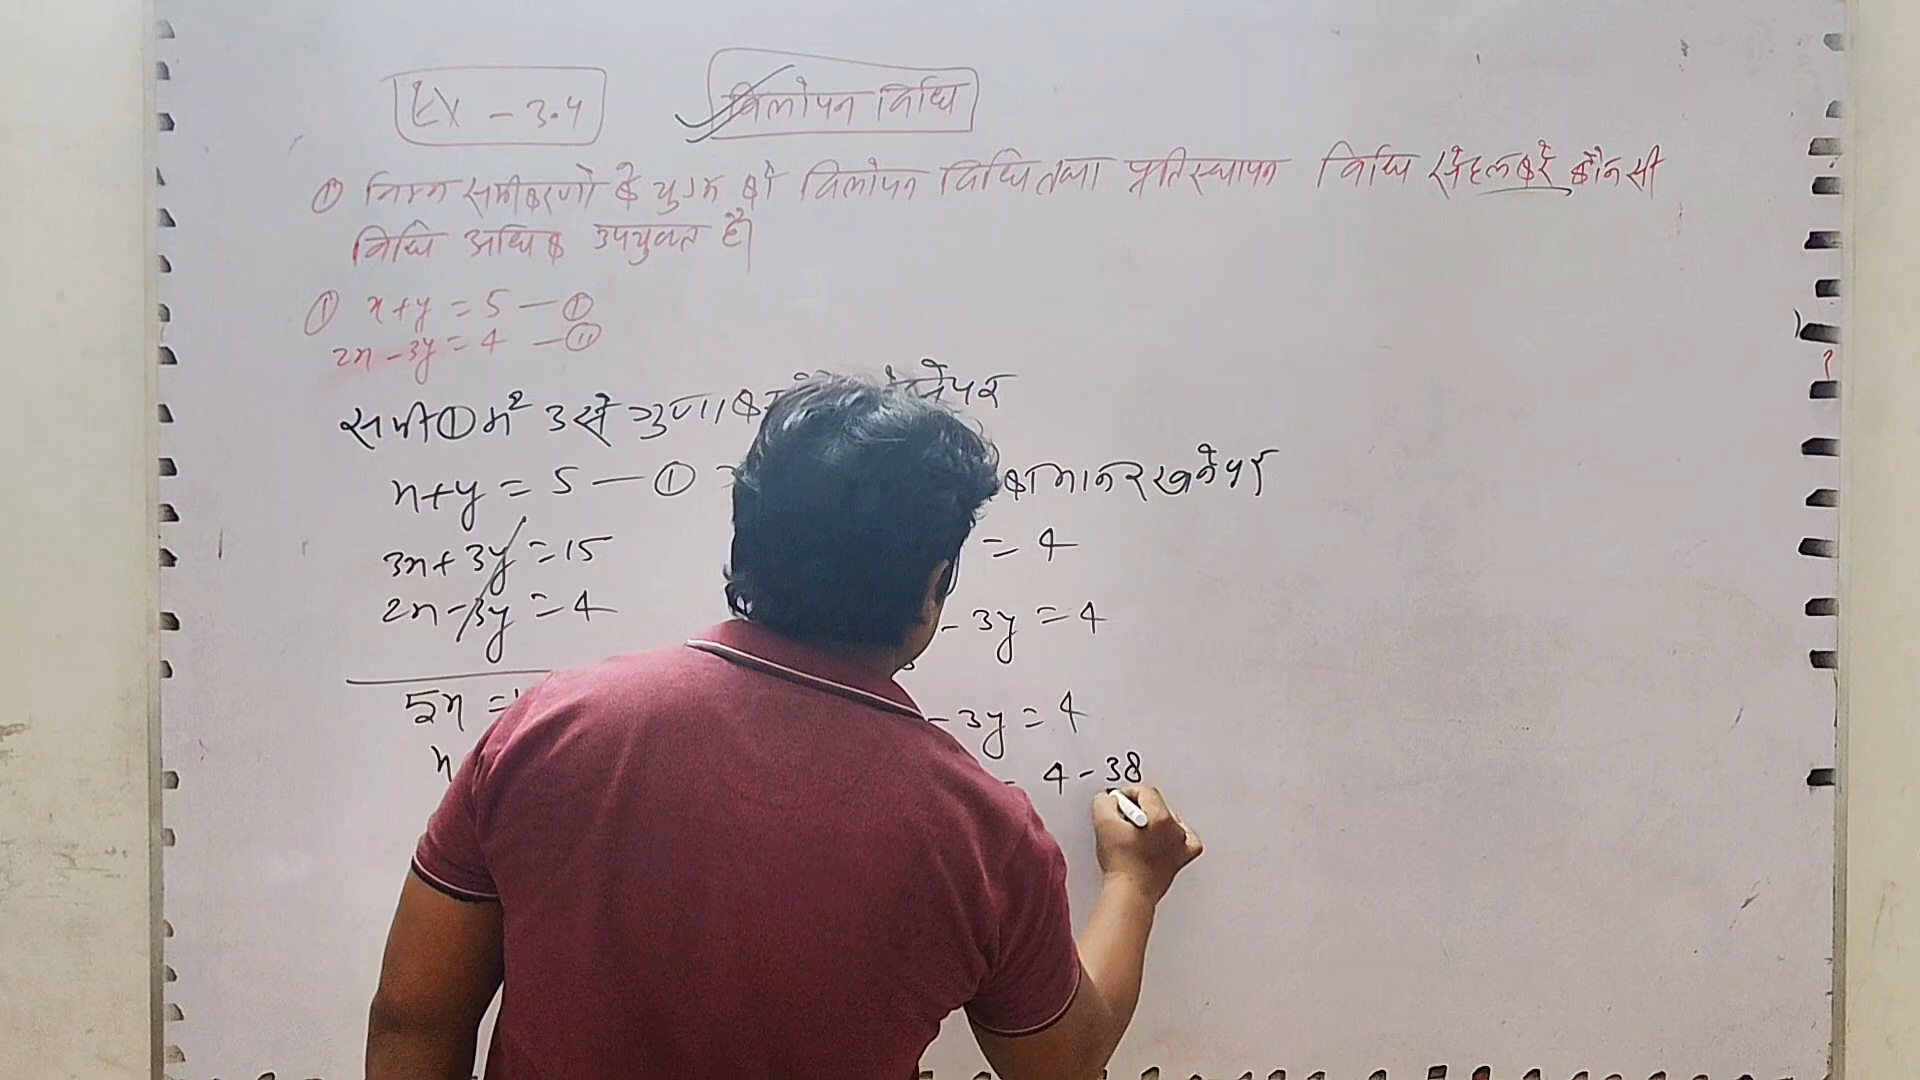 Ex - 3.4
विलोपन विधि
① निम्न समीकरणो के युग्म को विलोपन विधि तथा प्रतिस्थापन विधि से हल करे कौन सी
विधि अधिक उपयुक्त है।
① x+y = 5 — ①
2x - 3y = 4 — ⑪
समी ① में 3 से गुणा
x+y = 5 — ①
3x + 3y = 15
2x - 3y = 4
5x =
x
का मान रखने पर
= 4
- 3y = 4
- 3y = 4
4 - 38